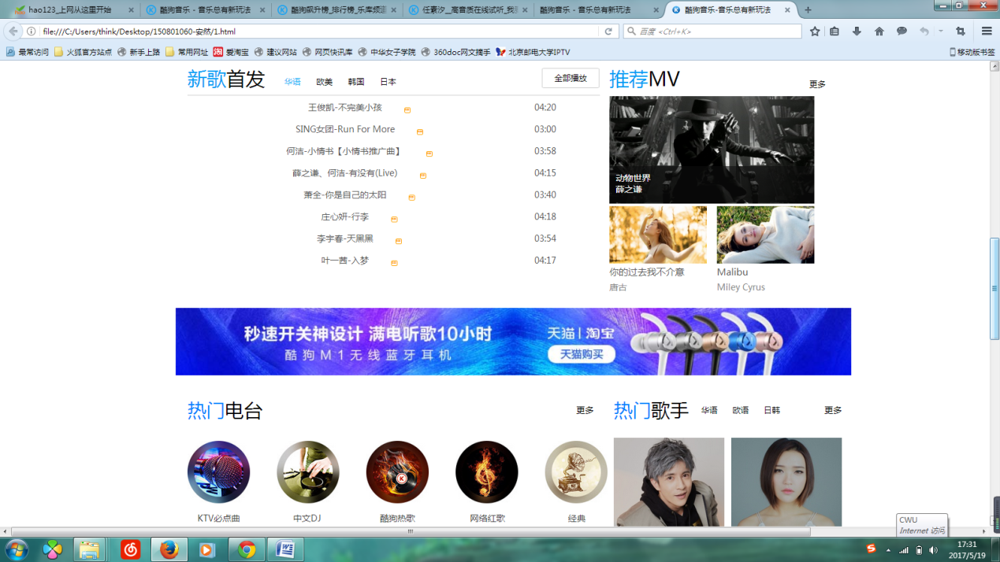 hao123_上网从这里开始
酷狗音乐 - 音乐总有新玩法
酷狗飙升榜_排行榜_乐库频道
任素汐__高音质在线试听_我
酷狗音乐 - 音乐总有新玩法
酷狗音乐-音乐总有新玩法
file:///C:/Users/think/Desktop/150801060-安然/1.html
百度 <Ctrl+K>
最常访问 火狐官方站点 新手上路 常用网址 爱淘宝 建议网站 网页快讯库 中华女子学院 360doc网文摘手 北京邮电大学IPTV 移动版书签
新歌首发 华语 欧美 韩国 日本 全部播放
王俊凯-不完美小孩 04:20
SING女团-Run For More 03:00
何洁-小情书【小情书推广曲】 03:58
薛之谦、何洁-有没有(Live) 04:15
萧全-你是自己的太阳 03:40
庄心妍-行李 04:18
李宇春-天黑黑 03:54
叶一茜-入梦 04:17
推荐MV 更多
动物世界
薛之谦
你的过去我不介意
唐古
Malibu
Miley Cyrus
秒速开关神设计 满电听歌10小时
酷狗M1无线蓝牙耳机
天猫|淘宝
天猫购买
热门电台 更多
KTV必点曲 中文DJ 酷狗热歌 网络红歌 经典
热门歌手 华语 欧语 日韩 更多
CWU
Internet 访问
17:31
2017/5/19